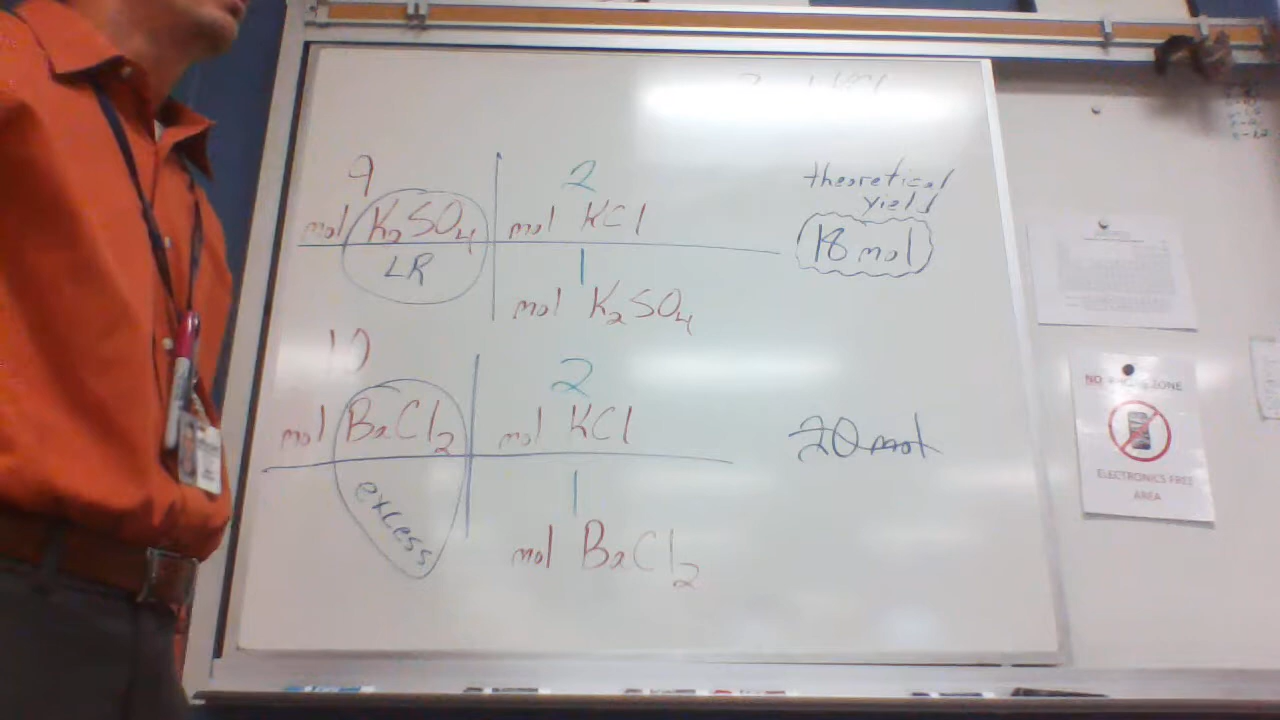 9
mol K₂SO₄
LR
2
mol KCl
1
mol K₂SO₄
theoretical
yield
18 mol
10
mol BaCl₂
excess
2
mol KCl
1
mol BaCl₂
20 mol
NO PHONE ZONE
ELECTRONICS FREE
AREA